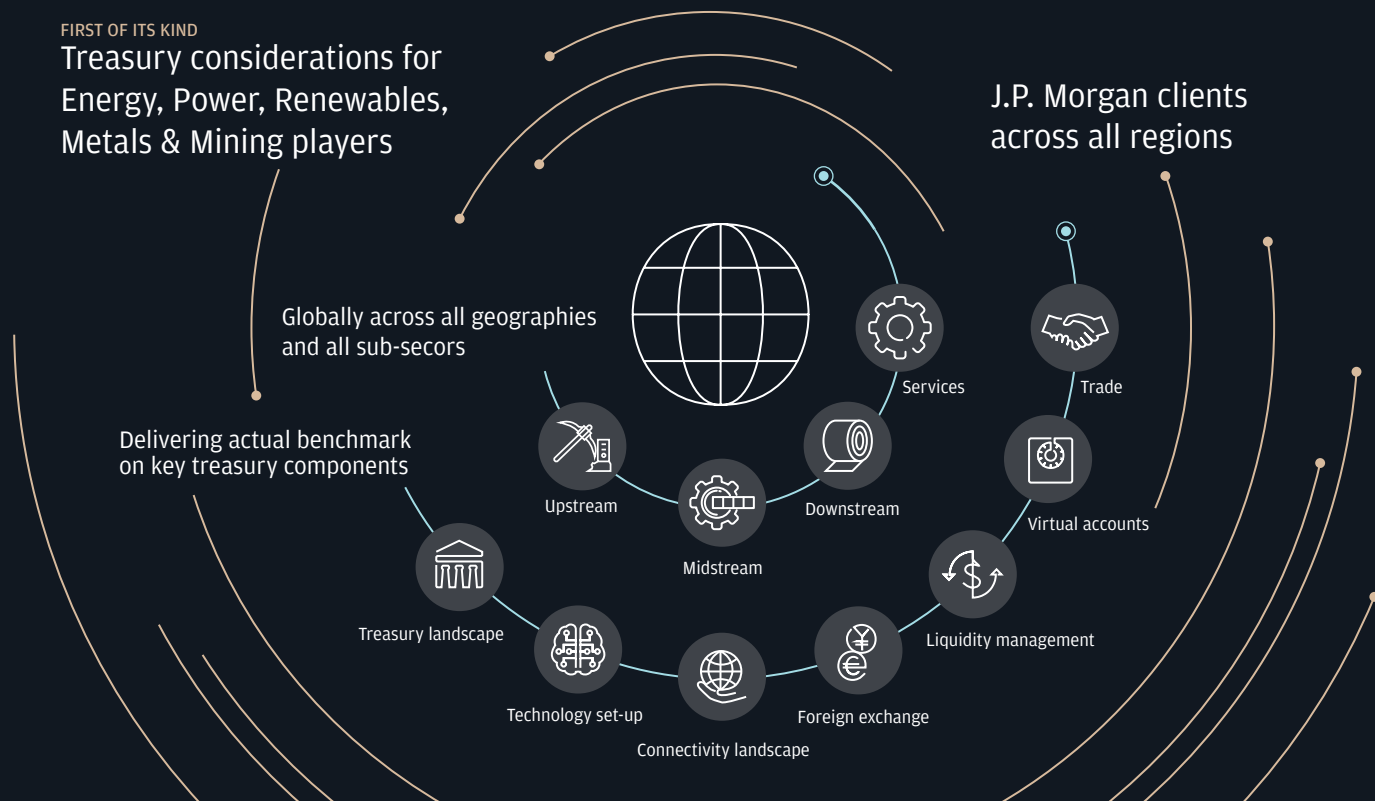 FIRST OF ITS KIND
Treasury considerations for
Energy, Power, Renewables,
Metals & Mining players
J.P. Morgan clients
across all regions
Globally across all geographies
and all sub-secors
Services
Trade
Delivering actual benchmark
on key treasury components
Upstream
Downstream
Midstream
Virtual accounts
Treasury landscape
Liquidity management
Technology set-up
Foreign exchange
Connectivity landscape